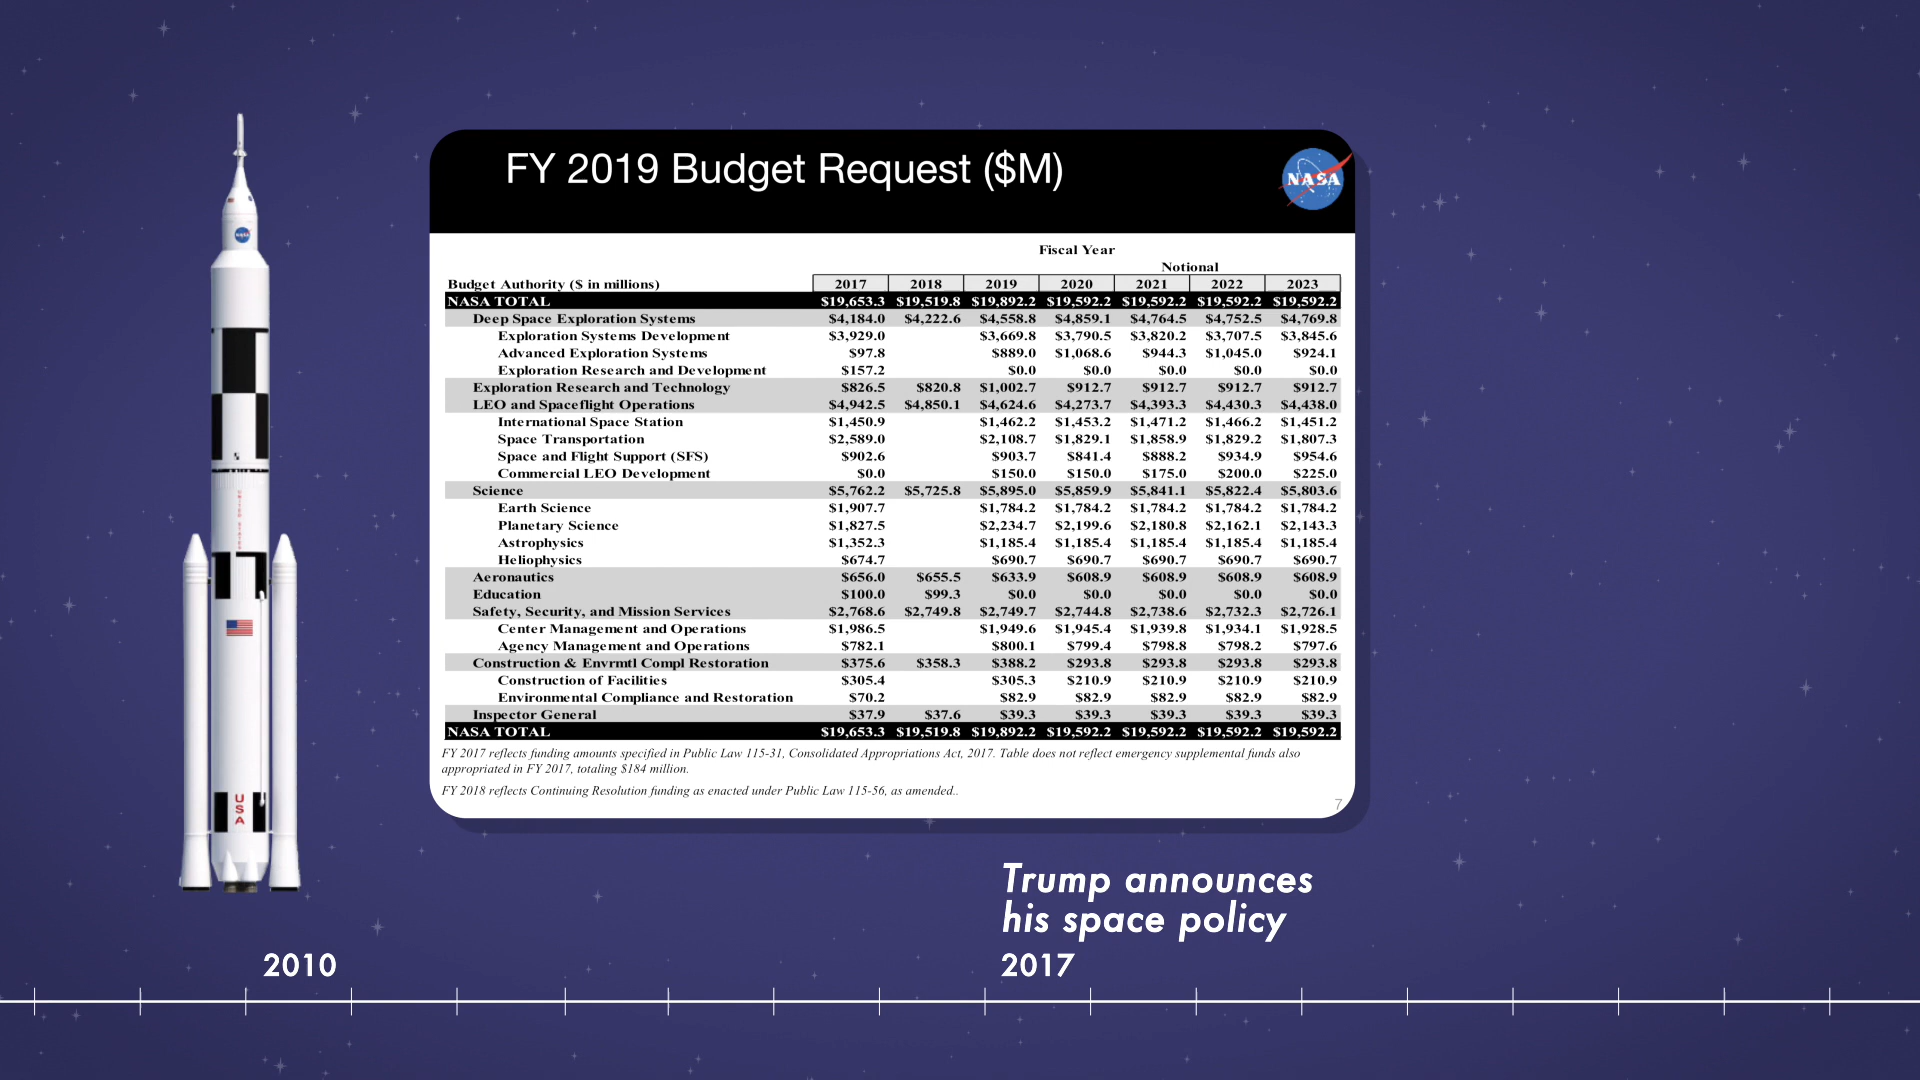 FY 2019 Budget Request ($M)
NASA
Fiscal Year
Notional
Budget Authority ($ in millions) 2017 2018 2019 2020 2021 2022 2023
NASA TOTAL $19,653.3 $19,519.8 $19,892.2 $19,592.2 $19,592.2 $19,592.2 $19,592.2
Deep Space Exploration Systems $4,184.0 $4,222.6 $4,558.8 $4,859.1 $4,764.5 $4,752.5 $4,769.8
Exploration Systems Development $3,929.0 $3,669.8 $3,790.5 $3,820.2 $3,707.5 $3,845.6
Advanced Exploration Systems $97.8 $889.0 $1,068.6 $944.3 $1,045.0 $924.1
Exploration Research and Development $157.2 $0.0 $0.0 $0.0 $0.0 $0.0
Exploration Research and Technology $826.5 $820.8 $1,002.7 $912.7 $912.7 $912.7 $912.7
LEO and Spaceflight Operations $4,942.5 $4,850.1 $4,624.6 $4,273.7 $4,393.3 $4,430.3 $4,438.0
International Space Station $1,450.9 $1,462.2 $1,453.2 $1,471.2 $1,466.2 $1,451.2
Space Transportation $2,589.0 $2,108.7 $1,829.1 $1,858.9 $1,829.2 $1,807.3
Space and Flight Support (SFS) $902.6 $903.7 $841.4 $888.2 $934.9 $954.6
Commercial LEO Development $0.0 $150.0 $150.0 $175.0 $200.0 $225.0
Science $5,762.2 $5,725.8 $5,895.0 $5,859.9 $5,841.1 $5,822.4 $5,803.6
Earth Science $1,907.7 $1,784.2 $1,784.2 $1,784.2 $1,784.2 $1,784.2
Planetary Science $1,827.5 $2,234.7 $2,199.6 $2,180.8 $2,162.1 $2,143.3
Astrophysics $1,352.3 $1,185.4 $1,185.4 $1,185.4 $1,185.4 $1,185.4
Heliophysics $674.7 $690.7 $690.7 $690.7 $690.7 $690.7
Aeronautics $656.0 $655.5 $633.9 $608.9 $608.9 $608.9 $608.9
Education $100.0 $99.3 $0.0 $0.0 $0.0 $0.0 $0.0
Safety, Security, and Mission Services $2,768.6 $2,749.8 $2,749.7 $2,744.8 $2,738.6 $2,732.3 $2,726.1
Center Management and Operations $1,986.5 $1,949.6 $1,945.4 $1,939.8 $1,934.1 $1,928.5
Agency Management and Operations $782.1 $800.1 $799.4 $798.8 $798.2 $797.6
Construction & Envrmtl Compl Restoration $375.6 $358.3 $388.2 $293.8 $293.8 $293.8 $293.8
Construction of Facilities $305.4 $305.3 $210.9 $210.9 $210.9 $210.9
Environmental Compliance and Restoration $70.2 $82.9 $82.9 $82.9 $82.9 $82.9
Inspector General $37.9 $37.6 $39.3 $39.3 $39.3 $39.3 $39.3
NASA TOTAL $19,653.3 $19,519.8 $19,892.2 $19,592.2 $19,592.2 $19,592.2 $19,592.2
FY 2017 reflects funding amounts specified in Public Law 115-31, Consolidated Appropriations Act, 2017. Table does not reflect emergency supplemental funds also
appropriated in FY 2017, totaling $184 million.
FY 2018 reflects Continuing Resolution funding as enacted under Public Law 115-56, as amended..
7
NASA
USA
Trump announces
his space policy
2010
2017